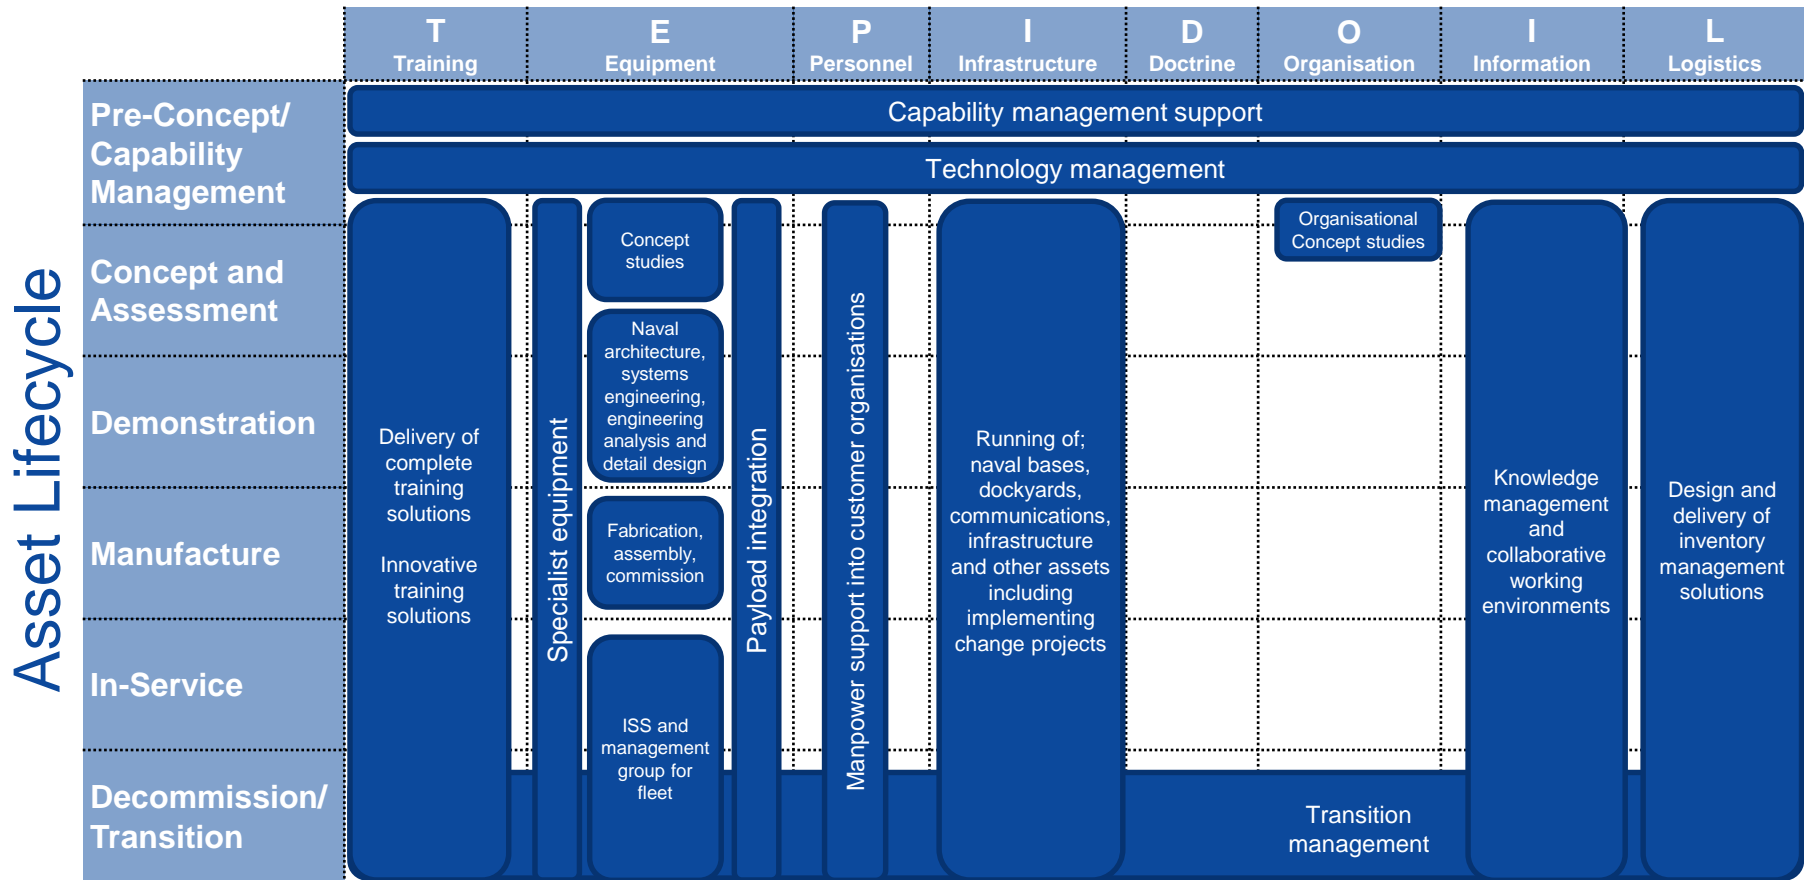 T
Training
E
Equipment
P
Personnel
I
Infrastructure
D
Doctrine
O
Organisation
I
Information
L
Logistics
Asset Lifecycle
Pre-Concept/
Capability
Management
Concept and
Assessment
Demonstration
Manufacture
In-Service
Decommission/
Transition
Capability management support
Technology management
Delivery of
complete
training
solutions
Innovative
training
solutions
Specialist equipment
Concept
studies
Naval
architecture,
systems
engineering,
engineering
analysis and
detail design
Fabrication,
assembly,
commission
ISS and
management
group for
fleet
Payload integration
Manpower support into customer organisations
Running of;
naval bases,
dockyards,
communications,
infrastructure
and other assets
including
implementing
change projects
Organisational
Concept studies
Transition
management
Knowledge
management
and
collaborative
working
environments
Design and
delivery of
inventory
management
solutions